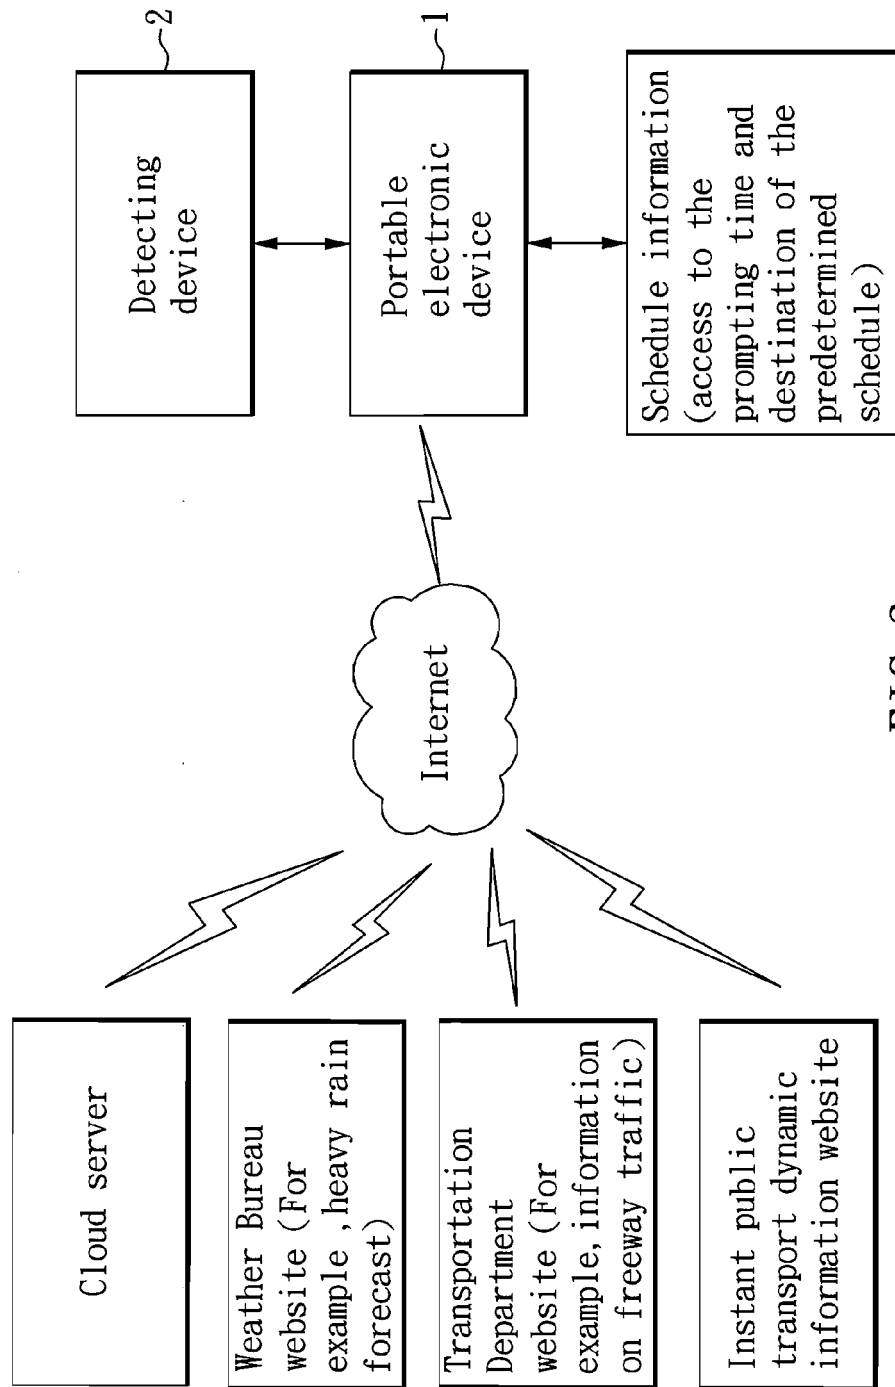 Cloud server
Weather Bureau
website(For
example,heavy rain
forecast)
Transportation
Department
website(For
example,information
on freeway traffic)
Instant public
transport dynamic
information website
Internet
Detecting
device
2
Portable
electronic
device
1
Schedule information
(access to the
prompting time and
destination of the
predetermined
schedule)
FIG.